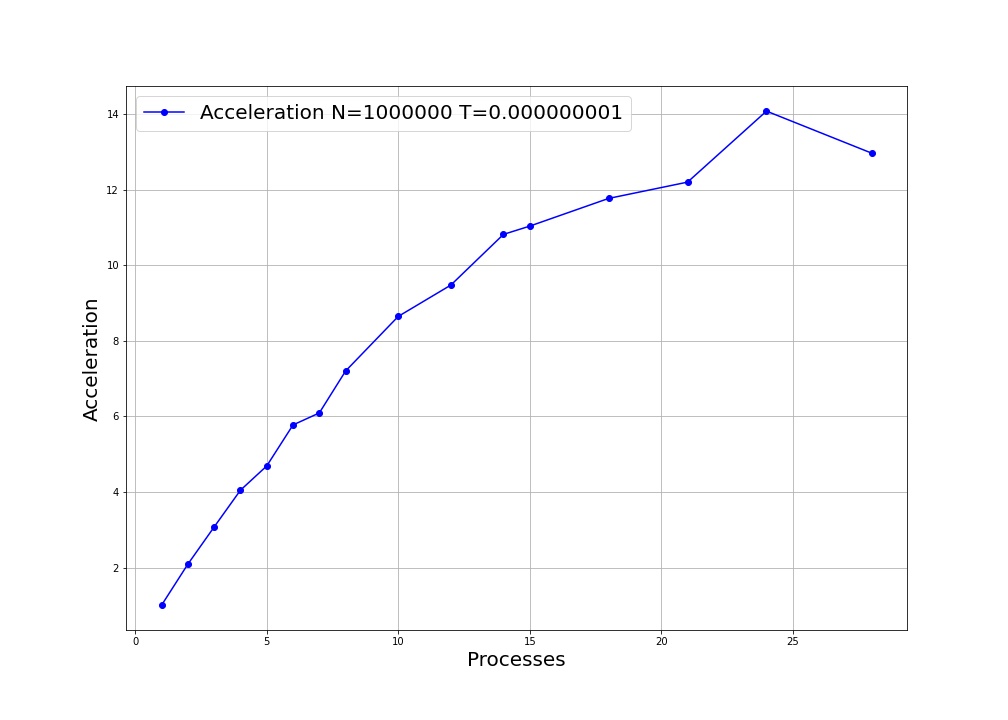 Acceleration N=1000000 T=0.000000001
14
12
10
8
6
4
2
Acceleration
0 5 10 15 20 25
Processes